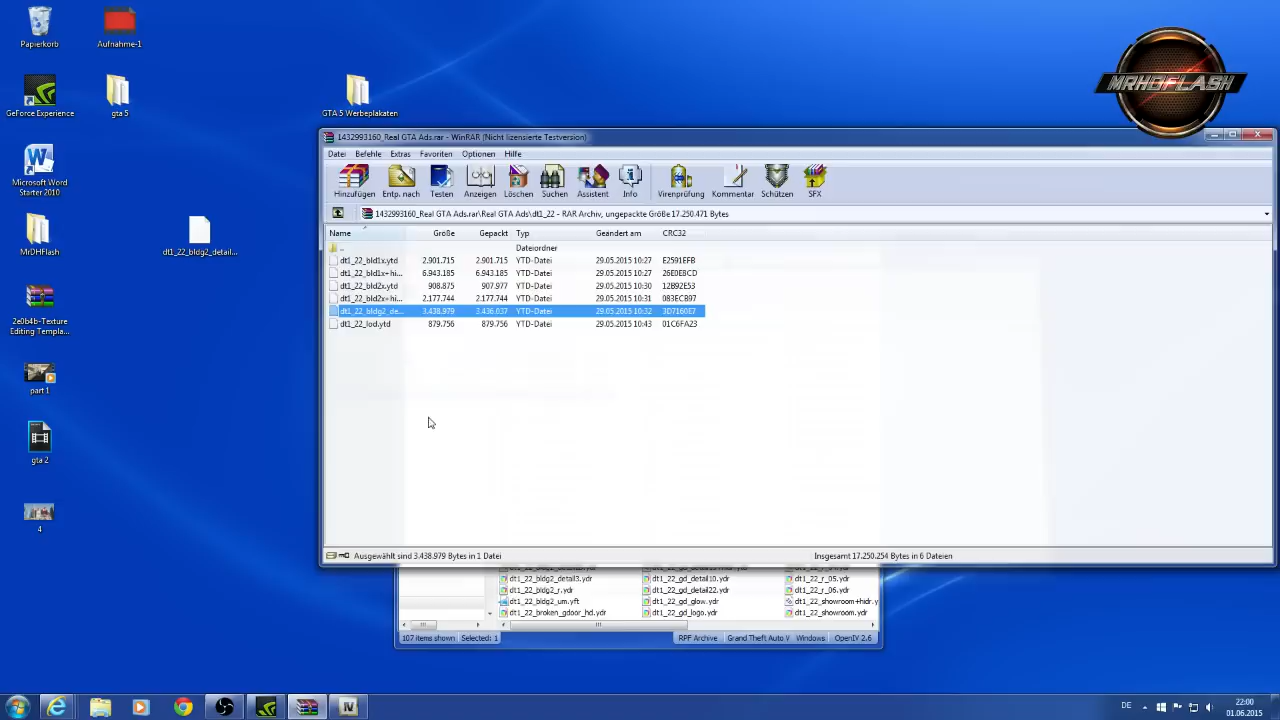 Papierkorb
Aufnahme-1
GeForce Experience
gta 5
GTA 5 Werbeplakaten
MRHDFLASH
Microsoft Word
Starter 2010
MrDHFlash
dt1_22_bldg2_detail...
2e0b4b-Texture
Editing Templa...
part 1
gta 2
4
1432993160_Real GTA Ads.rar - WinRAR (Nicht lizensierte Testversion)
Datei Befehle Extras Favoriten Optionen Hilfe
Hinzufügen Entp. nach Testen Anzeigen Löschen Suchen Assistent Info Virenprüfung Kommentar Schützen SFX
1432993160_Real GTA Ads.rar\Real GTA Ads\dt1_22 - RAR Archiv, ungepackte Größe 17.250.471 Bytes
Name Größe Gepackt Typ Geändert am CRC32
.. Dateiordner
dt1_22_bld1x.ytd 2.901.715 2.901.715 YTD-Datei 29.05.2015 10:27 E2591EFB
dt1_22_bld1x+hi... 6.943.185 6.943.185 YTD-Datei 29.05.2015 10:27 26E0E8CD
dt1_22_bld2x.ytd 908.875 907.977 YTD-Datei 29.05.2015 10:30 12B92E53
dt1_22_bld2x+hi... 2.177.744 2.177.744 YTD-Datei 29.05.2015 10:31 083ECB97
dt1_22_bldg2_de... 3.438.979 3.436.037 YTD-Datei 29.05.2015 10:32 3D7160E7
dt1_22_lod.ytd 879.756 879.756 YTD-Datei 29.05.2015 10:43 01C6FA23
Ausgewählt sind 3.438.979 Bytes in 1 Datei Insgesamt 17.250.254 Bytes in 6 Dateien
dt1_22_bldg2_detail3.ydr dt1_22_gd_detail10.ydr dt1_22_r_05.ydr
dt1_22_bldg2_r.ydr dt1_22_gd_detail22.ydr dt1_22_r_06.ydr
dt1_22_bldg2_um.yft dt1_22_gd_glow.ydr dt1_22_showroom+hidr.y
dt1_22_broken_gdoor_hd.ydr dt1_22_gd_logo.ydr dt1_22_showroom.ydr
107 items shown Selected: 1 RPF Archive Grand Theft Auto V Windows OpenIV 2.6
DE 22:00
01.06.2015